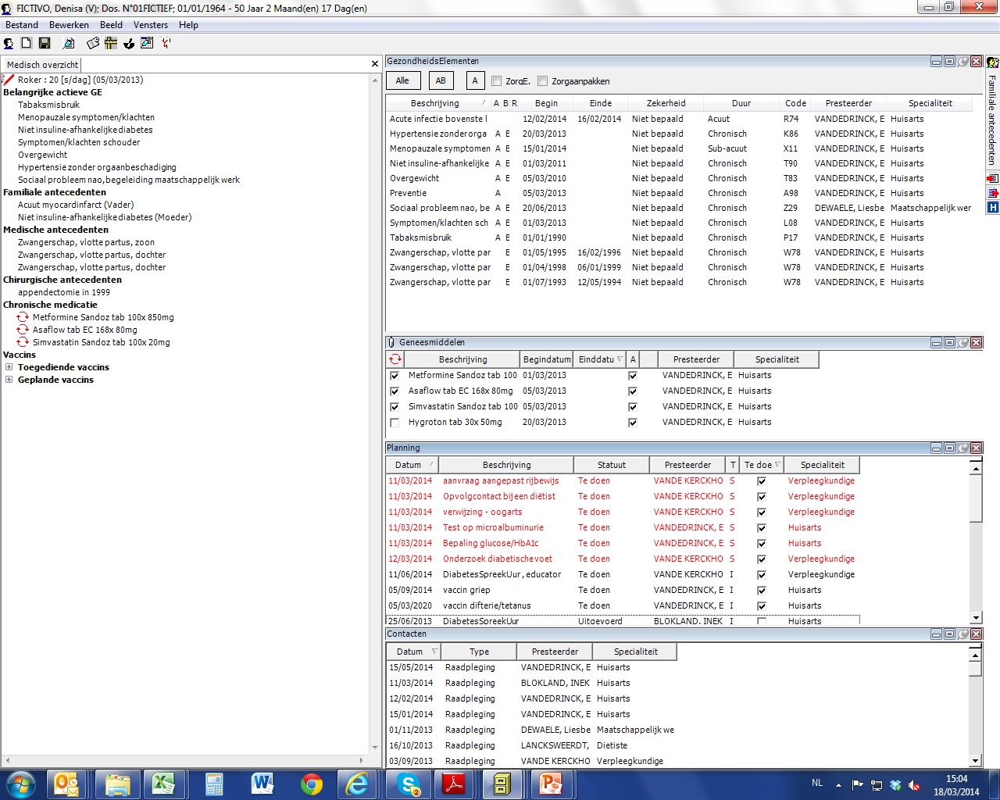 FICTIVO, Denisa (V); Dos. N°01FICTIEF; 01/01/1964 - 50 Jaar 2 Maand(en) 17 Dag(en)
Bestand Bewerken Beeld Vensters Help
Medisch overzicht
Roker : 20 [s/dag] (05/03/2013)
Belangrijke actieve GE
Tabaksmisbruik
Menopauzale symptomen/klachten
Niet insuline-afhankelijke diabetes
Symptomen/klachten schouder
Overgewicht
Hypertensie zonder orgaanbeschadiging
Sociaal probleem nao, begeleiding maatschappelijk werk
Familiale antecedenten
Acuut myocardinfarct (Vader)
Niet insuline-afhankelijke diabetes (Moeder)
Medische antecedenten
Zwangerschap, vlotte partus, zoon
Zwangerschap, vlotte partus, dochter
Zwangerschap, vlotte partus, dochter
Chirurgische antecedenten
appendectomie in 1999
Chronische medicatie
Metformine Sandoz tab 100x 850mg
Asaflow tab EC 168x 80mg
Simvastatin Sandoz tab 100x 20mg
Vaccins
Toegediende vaccins
Geplande vaccins
GezondheidsElementen
Alle AB A ZorgE. Zorgaanpakken
Beschrijving A B R Begin Einde Zekerheid Duur Code Presteerder Specialiteit
Acute infectie bovenste l 12/02/2014 16/02/2014 Niet bepaald Acuut R74 VANDEDRINCK, E Huisarts
Hypertensie zonder orga A E 20/03/2013 Niet bepaald Chronisch K86 VANDEDRINCK, E Huisarts
Menopauzale symptomen A E 15/01/2014 Niet bepaald Sub-acuut X11 VANDEDRINCK, E Huisarts
Niet insuline-afhankelijke A E 01/03/2011 Niet bepaald Chronisch T90 VANDEDRINCK, E Huisarts
Overgewicht A E 05/03/2010 Niet bepaald Chronisch T83 VANDEDRINCK, E Huisarts
Preventie A 05/03/2013 Niet bepaald Chronisch A98 VANDEDRINCK, E Huisarts
Sociaal probleem nao, be A E 20/06/2013 Niet bepaald Chronisch Z29 DEWAELE, Liesbe Maatschappelijk wer
Symptomen/klachten sch A E 01/03/2013 Niet bepaald Chronisch L08 VANDEDRINCK, E Huisarts
Tabaksmisbruik A E 01/01/1990 Niet bepaald Chronisch P17 VANDEDRINCK, E Huisarts
Zwangerschap, vlotte par E 01/05/1995 16/02/1996 Niet bepaald Chronisch W78 VANDEDRINCK, E Huisarts
Zwangerschap, vlotte par E 01/04/1998 06/01/1999 Niet bepaald Chronisch W78 VANDEDRINCK, E Huisarts
Zwangerschap, vlotte par E 01/07/1993 12/05/1994 Niet bepaald Chronisch W78 VANDEDRINCK, E Huisarts
Familiale antecedenten
H
Geneesmiddelen
Beschrijving Begindatum Einddatu A Presteerder Specialiteit
Metformine Sandoz tab 100 01/03/2013 VANDEDRINCK, E Huisarts
Asaflow tab EC 168x 80mg 05/03/2013 VANDEDRINCK, E Huisarts
Simvastatin Sandoz tab 100 05/03/2013 VANDEDRINCK, E Huisarts
Hygroton tab 30x 50mg 20/03/2013 VANDEDRINCK, E Huisarts
Planning
Datum Beschrijving Statuut Presteerder T Te doe Specialiteit
11/03/2014 aanvraag aangepast rijbewijs Te doen VANDE KERCKHO S Verpleegkundige
11/03/2014 Opvolgcontact bij een diëtist Te doen VANDE KERCKHO S Verpleegkundige
11/03/2014 verwijzing - oogarts Te doen VANDE KERCKHO S Verpleegkundige
11/03/2014 Test op microalbuminurie Te doen VANDEDRINCK, E S Huisarts
11/03/2014 Bepaling glucose/HbA1c Te doen VANDEDRINCK, E S Huisarts
12/03/2014 Onderzoek diabetische voet Te doen VANDE KERCKHO S Verpleegkundige
11/06/2014 DiabetesSpreekUur , educator Te doen VANDE KERCKHO I Verpleegkundige
05/09/2014 vaccin griep Te doen VANDEDRINCK, E I Huisarts
05/03/2020 vaccin difterie/tetanus Te doen VANDEDRINCK, E I Huisarts
25/06/2013 DiabetesSpreekUur Uitgevoerd BLOKLAND, INEK I Huisarts
Contacten
Datum Type Presteerder Specialiteit
15/05/2014 Raadpleging VANDEDRINCK, E Huisarts
11/03/2014 Raadpleging BLOKLAND, INEK Huisarts
12/02/2014 Raadpleging VANDEDRINCK, E Huisarts
15/01/2014 Raadpleging VANDEDRINCK, E Huisarts
01/11/2013 Raadpleging DEWAELE, Liesbe Maatschappelijk we
16/10/2013 Raadpleging LANCKSWEERDT, Dietiste
03/09/2013 Raadpleging VANDE KERCKHO Verpleegkundige
NL
15:04
18/03/2014